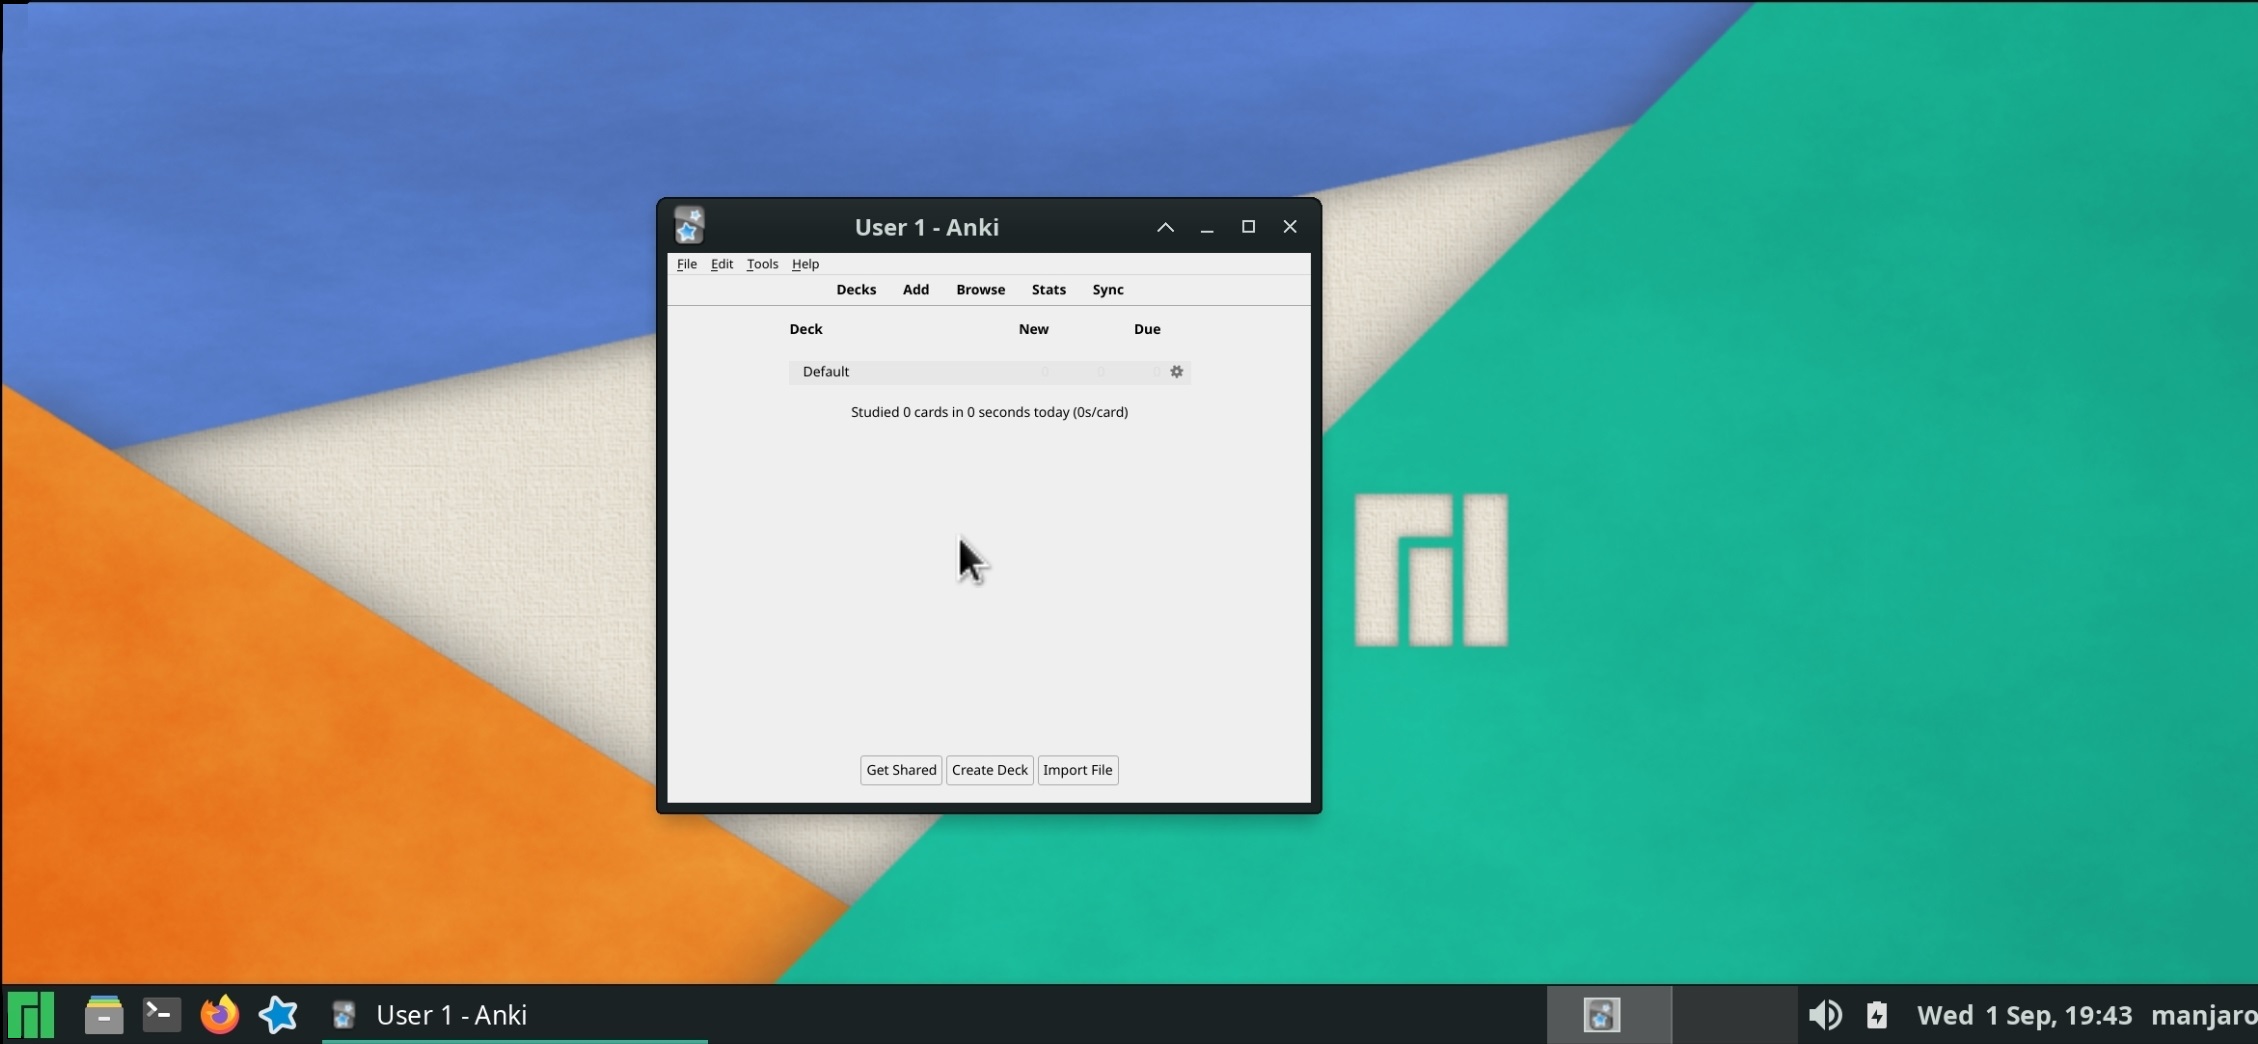 User 1 - Anki
File Edit Tools Help
Decks Add Browse Stats Sync
Deck New Due
Default 0 0 0
Studied 0 cards in 0 seconds today (0s/card)
Get Shared Create Deck Import File
User 1 - Anki
Wed 1 Sep, 19:43 manjaro